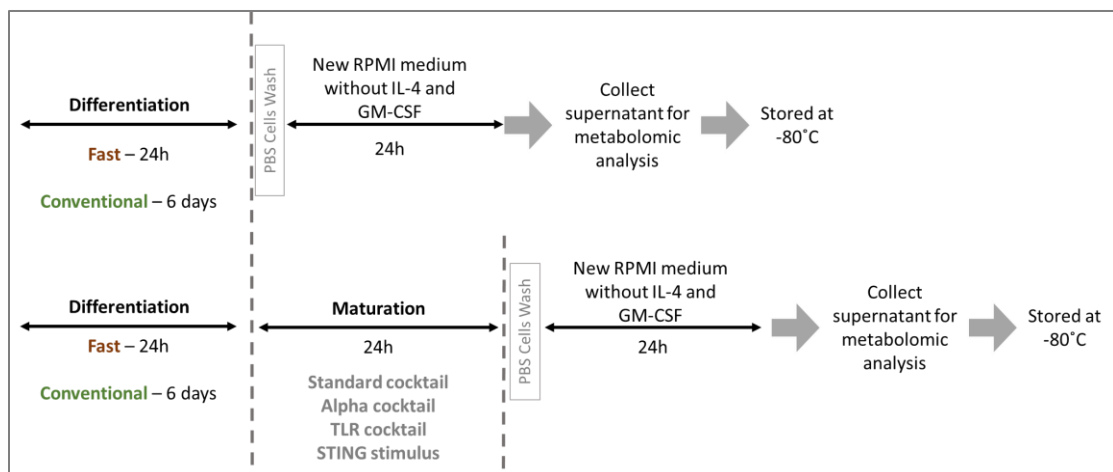 Differentiation
Fast – 24h
Conventional – 6 days
PBS Cells Wash
New RPMI medium
without IL-4 and
GM-CSF
24h
Collect
supernatant for
metabolomic
analysis
Stored at
-80˚C
Differentiation
Fast – 24h
Conventional – 6 days
Maturation
24h
Standard cocktail
Alpha cocktail
TLR cocktail
STING stimulus
PBS Cells Wash
New RPMI medium
without IL-4 and
GM-CSF
24h
Collect
supernatant for
metabolomic
analysis
Stored at
-80˚C